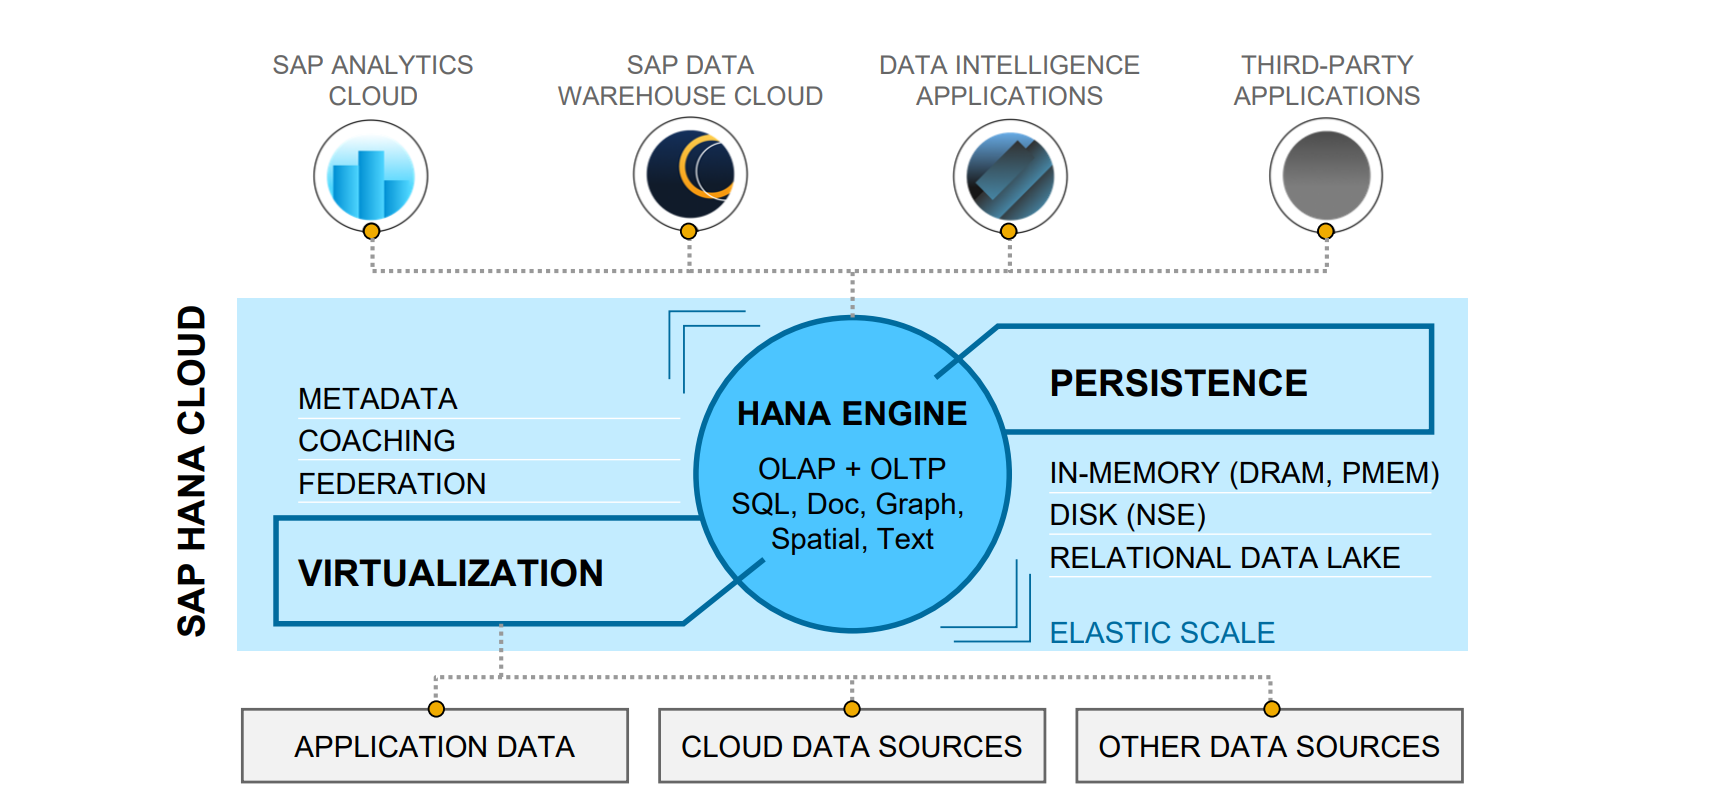 SAP ANALYTICS
CLOUD
SAP DATA
WAREHOUSE CLOUD
DATA INTELLIGENCE
APPLICATIONS
THIRD-PARTY
APPLICATIONS
SAP HANA CLOUD
METADATA
COACHING
FEDERATION
VIRTUALIZATION
HANA ENGINE
OLAP + OLTP
SQL, Doc, Graph,
Spatial, Text
PERSISTENCE
IN-MEMORY (DRAM, PMEM)
DISK (NSE)
RELATIONAL DATA LAKE
ELASTIC SCALE
APPLICATION DATA
CLOUD DATA SOURCES
OTHER DATA SOURCES